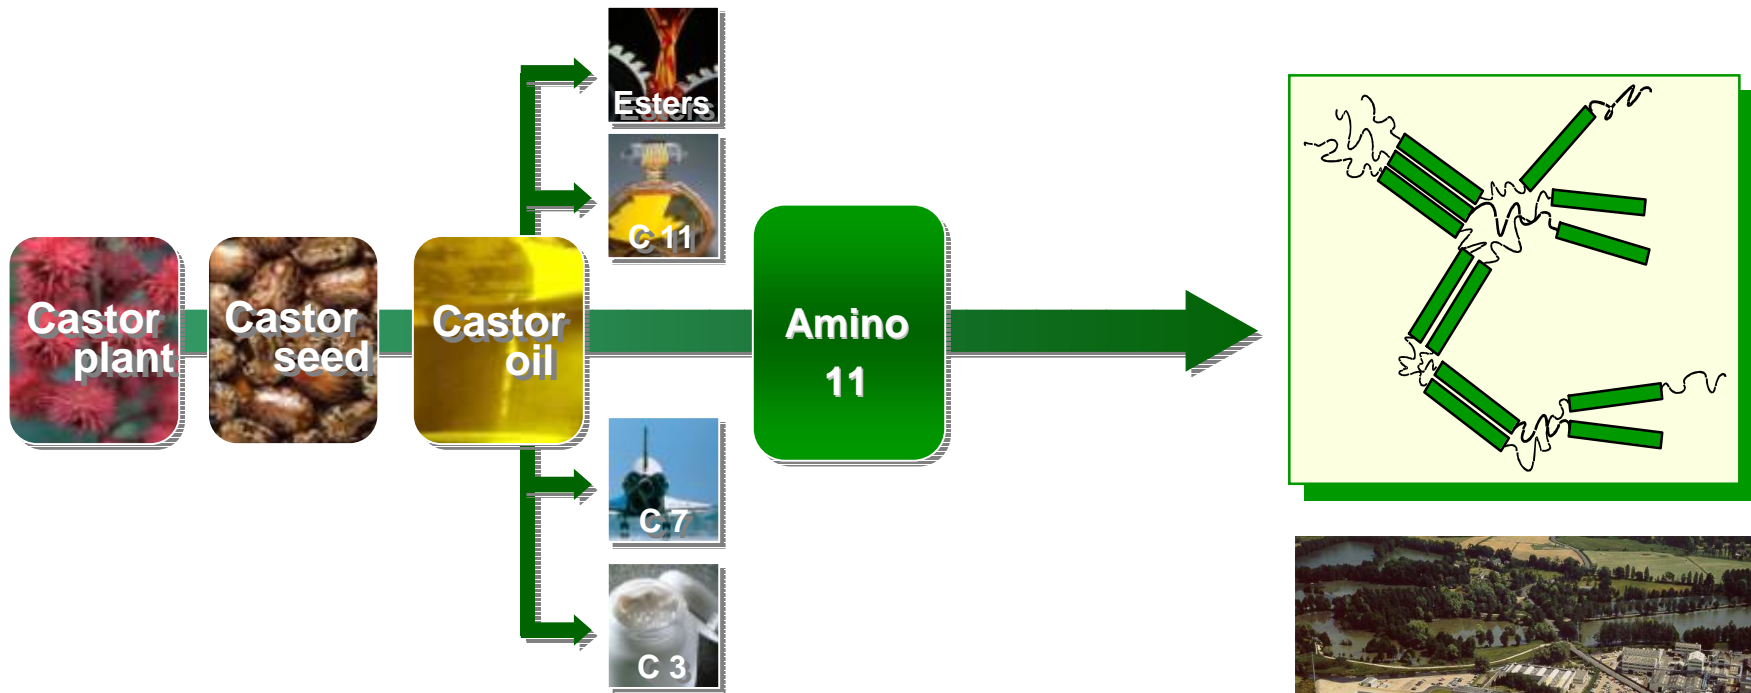 Castor
plant
Castor
seed
Castor
oil
Esters
C 11
Amino
11
C 7
C 3